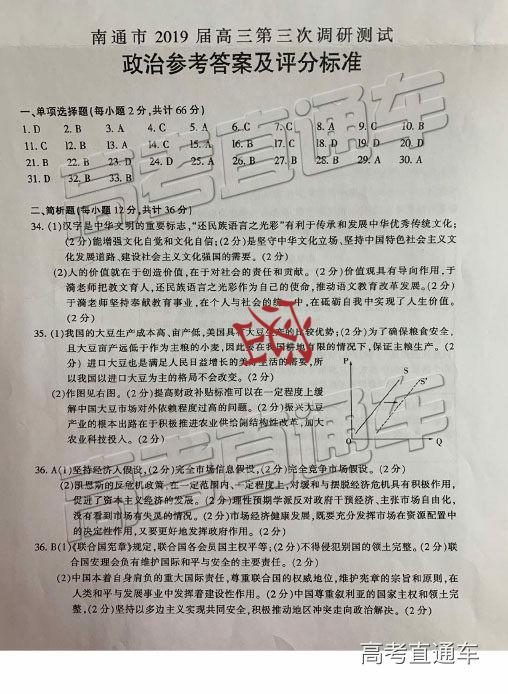 南通市 2019 届高三第三次调研测试
政治参考答案及评分标准
一、单项选择题(每小题 2 分,共计 66 分)
1. D 2. B 3. A 4. C 5. A 6. C 7. C 8. A 9. C 10. B
11. C 12. B 13. A 14. C 15. A 16. B 17. C 18. D 19. D 20. D
21. B 22. B 23. D 24. D 25. A 26. B 27. B 28. B 29. A 30. A
31. D 32. B 33. B
二、简析题(每小题 12 分,共计 36 分)
34. (1)汉字是中华文明的重要标志,“还民族语言之光彩”有利于传承和发展中华优秀传统文化;
(2 分)能增强文化自觉和文化自信;(2 分)是坚守中华文化立场、坚持中国特色社会主义文
化发展道路,建设社会主义文化强国的需要。(2 分)
(2)人的价值就在于创造价值,在于对社会的责任和贡献。(2 分)价值观具有导向作用,于
漪老师把教文育人,还民族语言之光彩作为自己的使命,推动语文教育改革发展。(2 分)
于漪老师坚持奉献教育事业,在个人与社会的统一中,在砥砺自我中实现了人生价值。
(2 分)
35. (1)我国的大豆生产成本高、亩产低,美国具有大豆生产的比较优势;(2 分)为了确保粮食安全,
且大豆亩产远低于作为主粮的小麦,因此要在我国耕地有限的情况下,保证主粮生产。(2
分) 进口大豆也是满足人民日益增长的美好生活的需要,所
以我国以进口大豆为主的格局不会改变。(2 分)
(2)作图见右图。(2 分)提高财政补贴标准可以在一定程度上缓
解中国大豆市场对外依赖程度过高的问题。(2 分)振兴大豆
产业的根本出路在于积极推进农业供给侧结构性改革,加大
农业科技投入。(2 分)
P
S
S'
O
Q
36. A(1)坚持经济人假设,(2 分)完全市场信息假设,(2 分)完全竞争市场假设。(2 分)
(2)凯恩斯的反危机政策,在一定范围内、一定程度上,对缓和与摆脱经济危机具有积极作用,
促进了资本主义经济的发展。(2 分)理性预期学派反对政府干预经济、主张市场自由化,
没有看到市场有失灵的情况。(2 分)市场经济健康发展,既要充分发挥市场在资源配置中
的决定性作用,又要更好地发挥政府作用。(2 分)
36. B(1)《联合国宪章》规定,联合国各会员国主权平等;(2 分)不得侵犯别国的领土完整。(2 分)联
合国安理会负有维护国际和平与安全的主要责任。(2 分)
(2)中国本着自身肩负的重大国际责任,尊重联合国的权威地位,维护宪章的宗旨和原则,在
人类和平与发展事业中发挥着建设性作用。(2 分)中国尊重叙利亚的国家主权和领土完
整。(2 分)坚持以多边主义实现共同安全,积极推动地区冲突走向政治解决。(2 分)
高考直通车
高考直通车
高考直通车
高考直通车